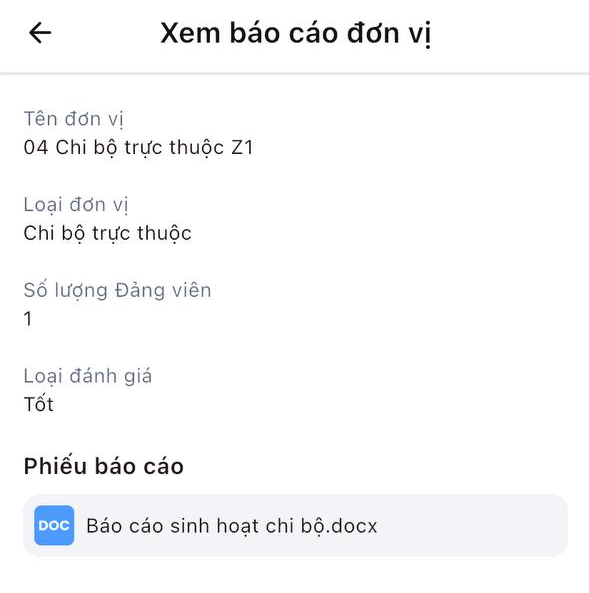 Xem báo cáo đơn vị
Tên đơn vị
04 Chi bộ trực thuộc Z1
Loại đơn vị
Chi bộ trực thuộc
Số lượng Đảng viên
1
Loại đánh giá
Tốt
Phiếu báo cáo
DOC Báo cáo sinh hoạt chi bộ.docx